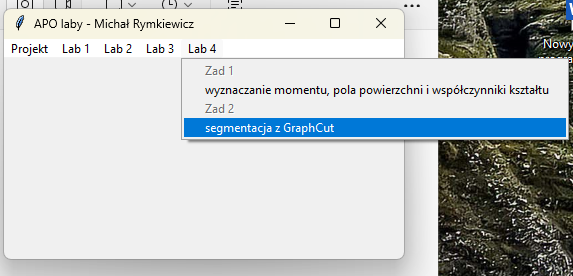 APO laby - Michał Rymkiewicz
Projekt Lab 1 Lab 2 Lab 3 Lab 4
Zad 1
wyznaczanie momentu, pola powierzchni i współczynniki kształtu
Zad 2
segmentacja z GraphCut
Nowy